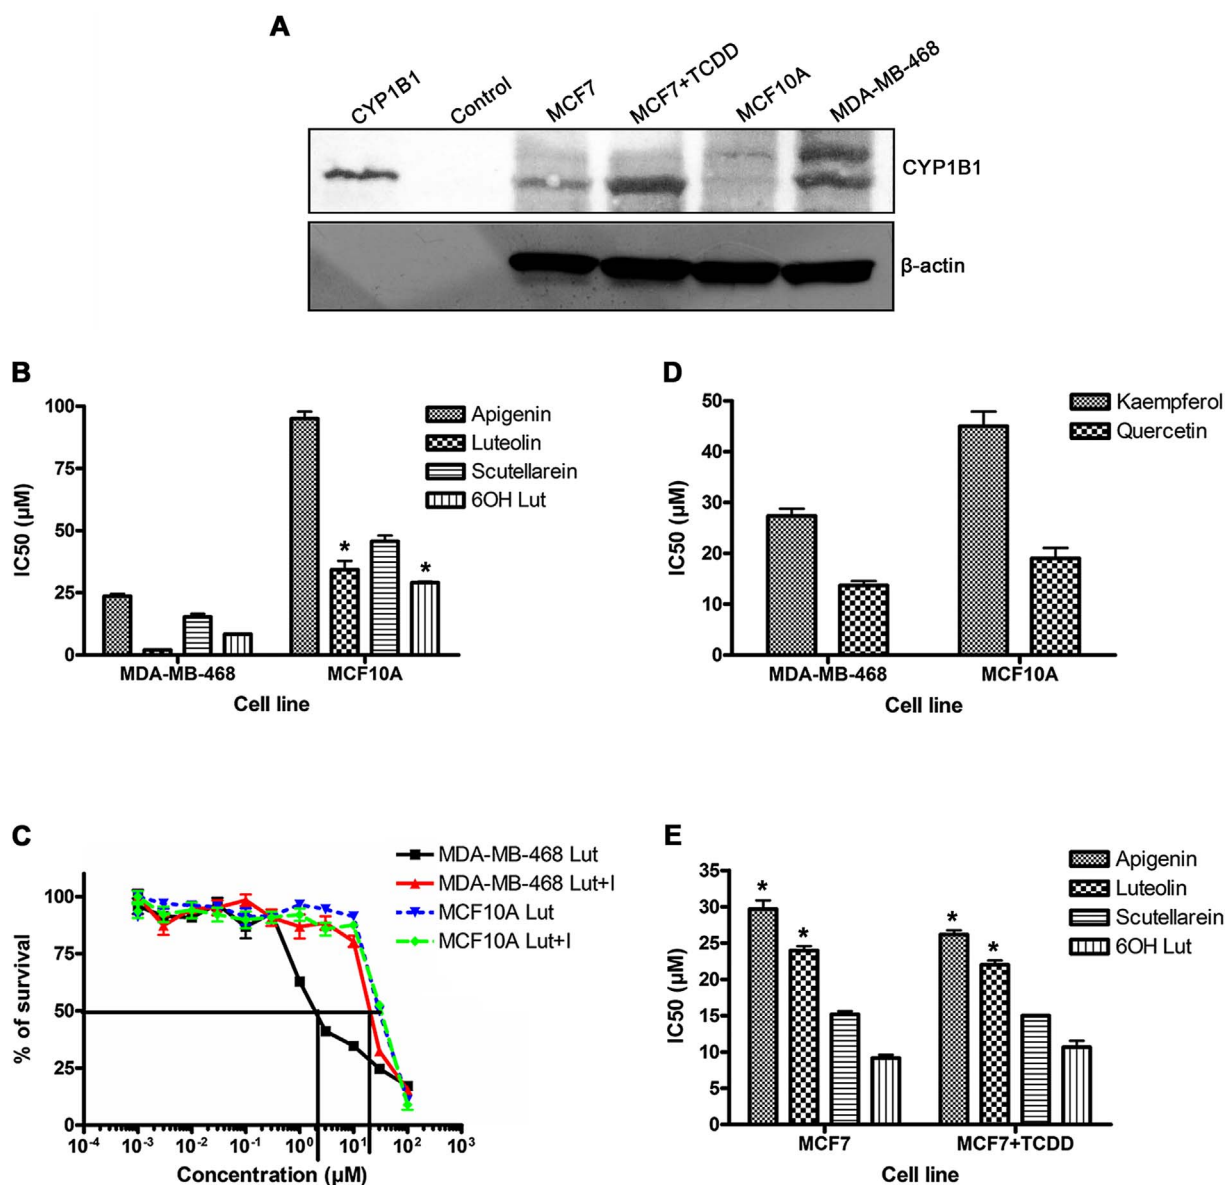 A
CYP1B1
Control
MCF7
MCF7+TCDD
MCF10A
MDA-MB-468
CYP1B1
β-actin
B
IC50 (µM)
100
75
50
25
0
*
*
MDA-MB-468
MCF10A
Cell line
Apigenin
Luteolin
Scutellarein
6OH Lut
D
IC50 (µM)
50
40
30
20
10
0
MDA-MB-468
MCF10A
Cell line
Kaempferol
Quercetin
C
% of survival
100
75
50
25
0
10⁻⁴
10⁻³
10⁻²
10⁻¹
10⁰
10¹
10²
10³
Concentration (µM)
MDA-MB-468 Lut
MDA-MB-468 Lut+I
MCF10A Lut
MCF10A Lut+I
E
IC50 (µM)
35
30
25
20
15
10
5
0
*
*
*
*
MCF7
MCF7+TCDD
Cell line
Apigenin
Luteolin
Scutellarein
6OH Lut